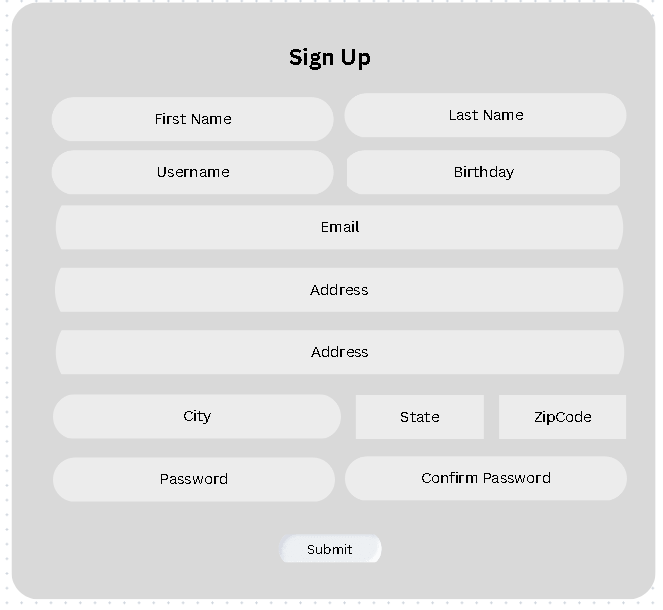 Sign Up
First Name
Last Name
Username
Birthday
Email
Address
Address
City
State
ZipCode
Password
Confirm Password
Submit